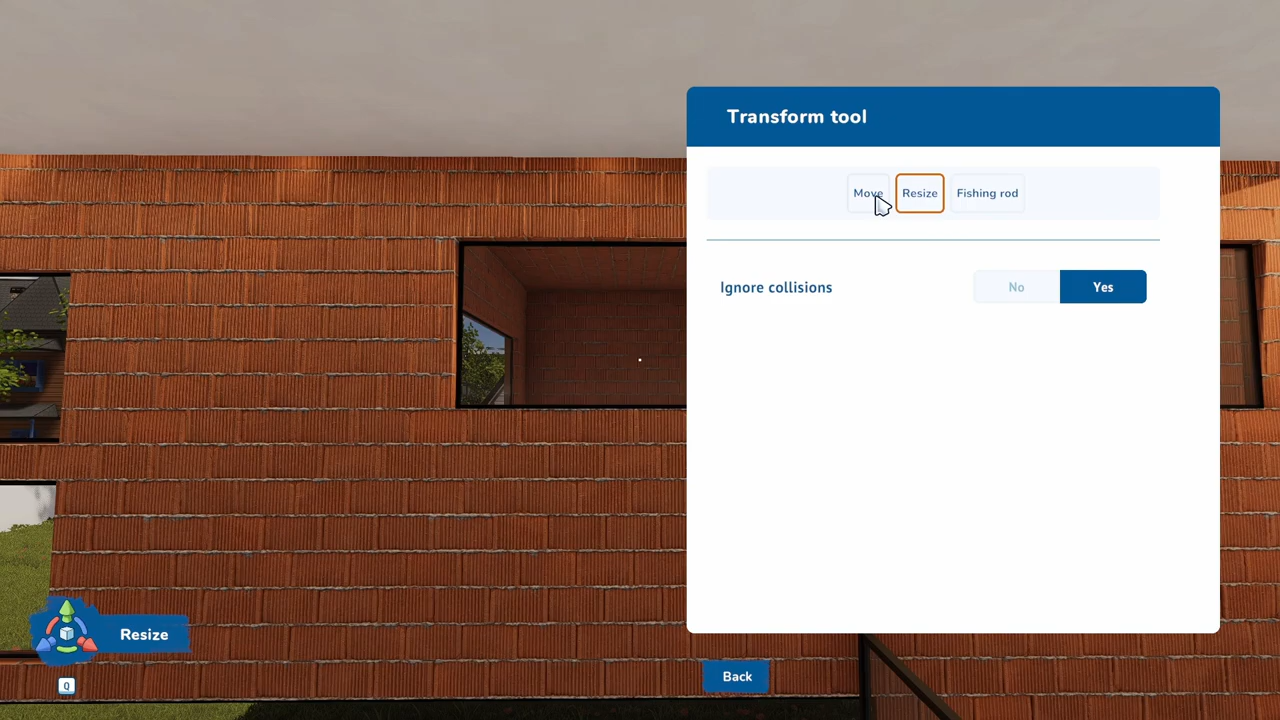 Transform tool
Move
Resize
Fishing rod
Ignore collisions
No
Yes
Resize
Q
Back